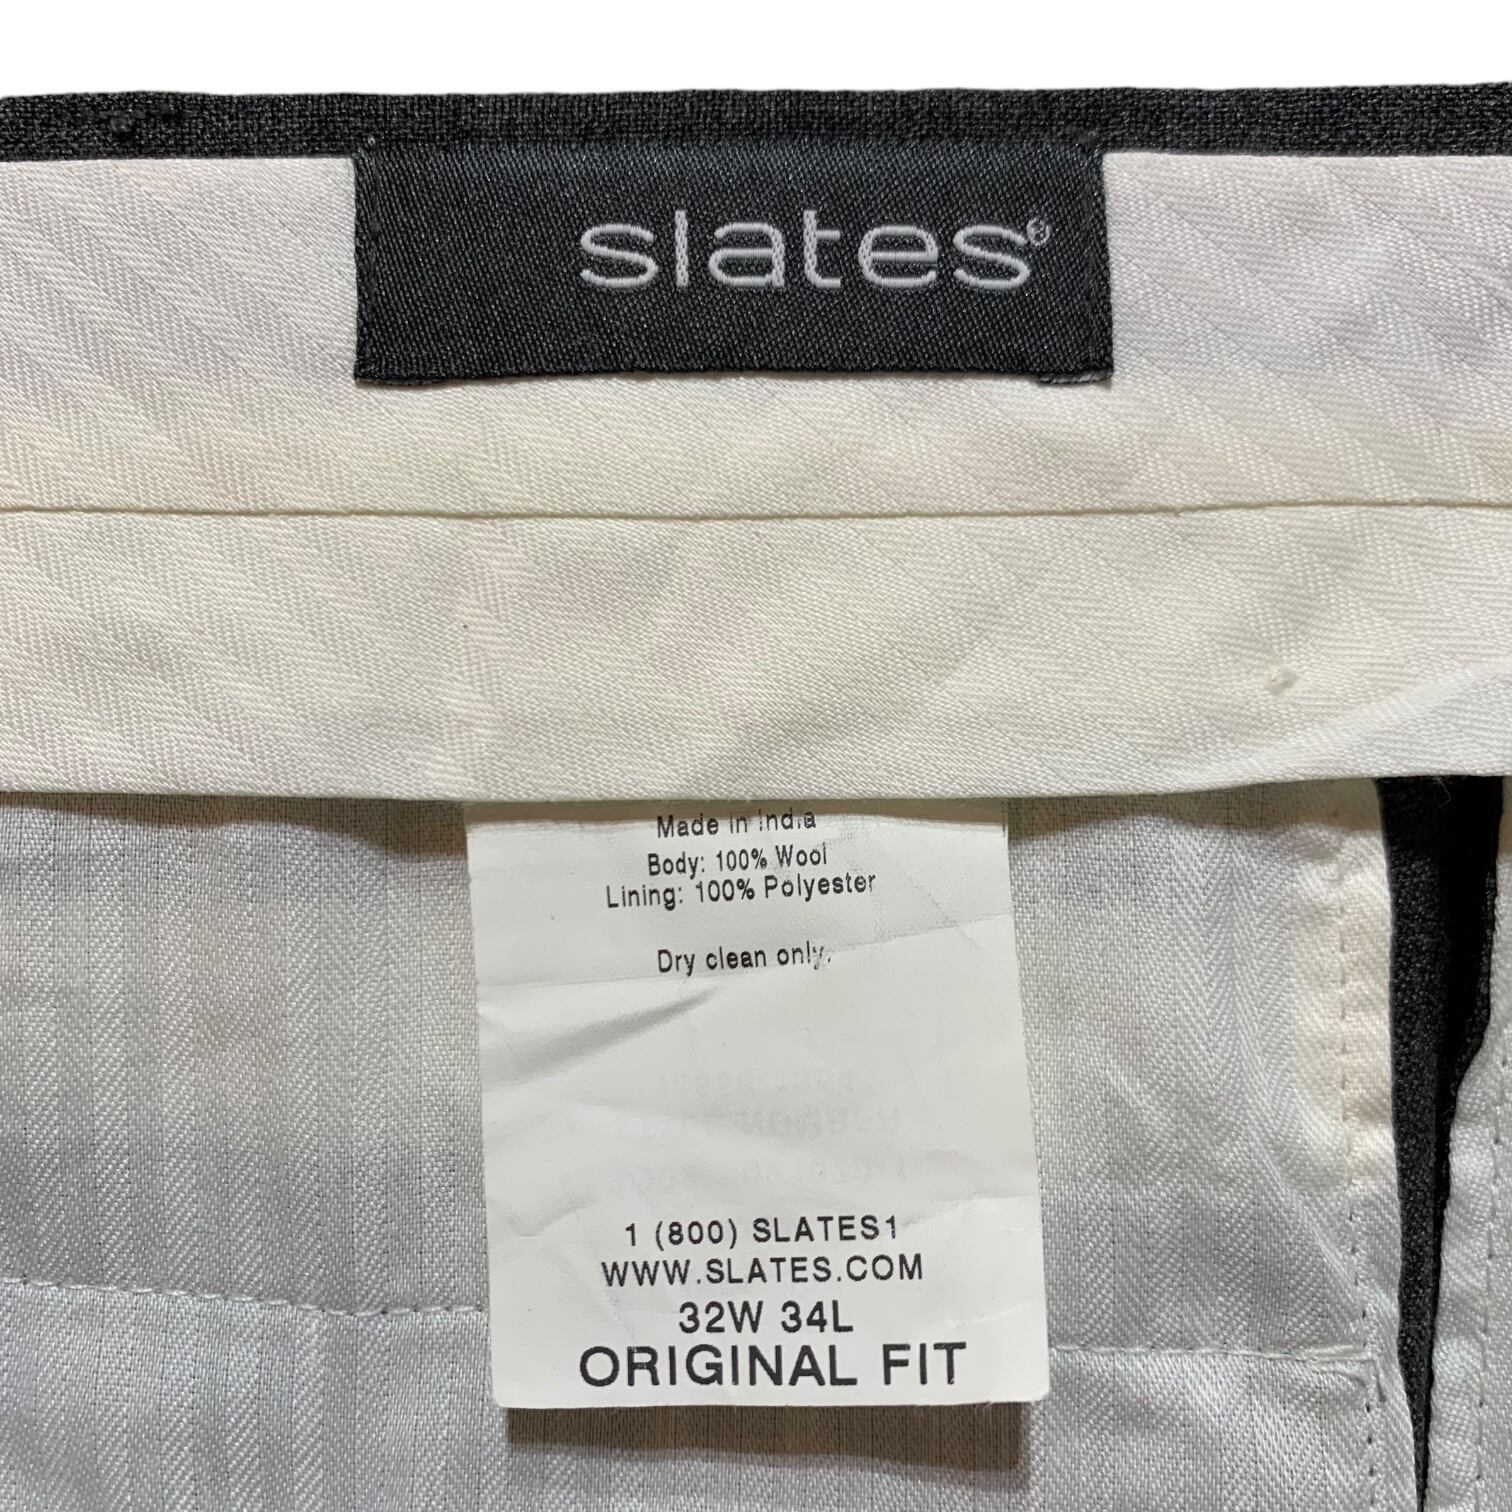 slates®
Made in India
Body: 100% Wool
Lining: 100% Polyester
Dry clean only.
1 (800) SLATES1
WWW.SLATES.COM
32W 34L
ORIGINAL FIT